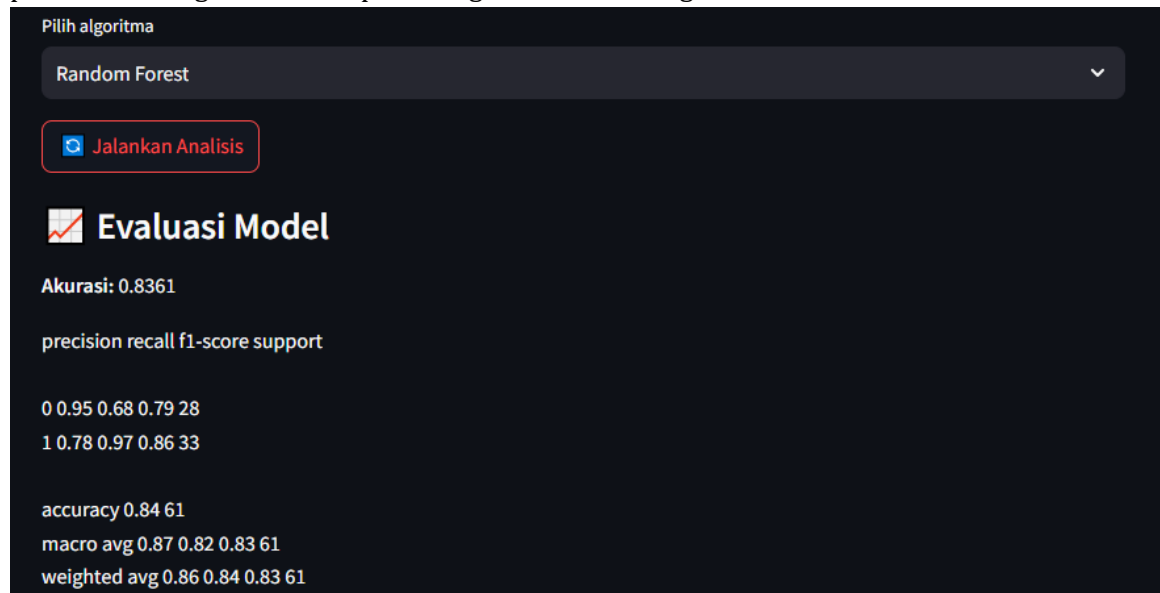 Pilih algoritma
Random Forest
Jalankan Analisis
Evaluasi Model
Akurasi: 0.8361
precision recall f1-score support
0 0.95 0.68 0.79 28
1 0.78 0.97 0.86 33
accuracy 0.84 61
macro avg 0.87 0.82 0.83 61
weighted avg 0.86 0.84 0.83 61